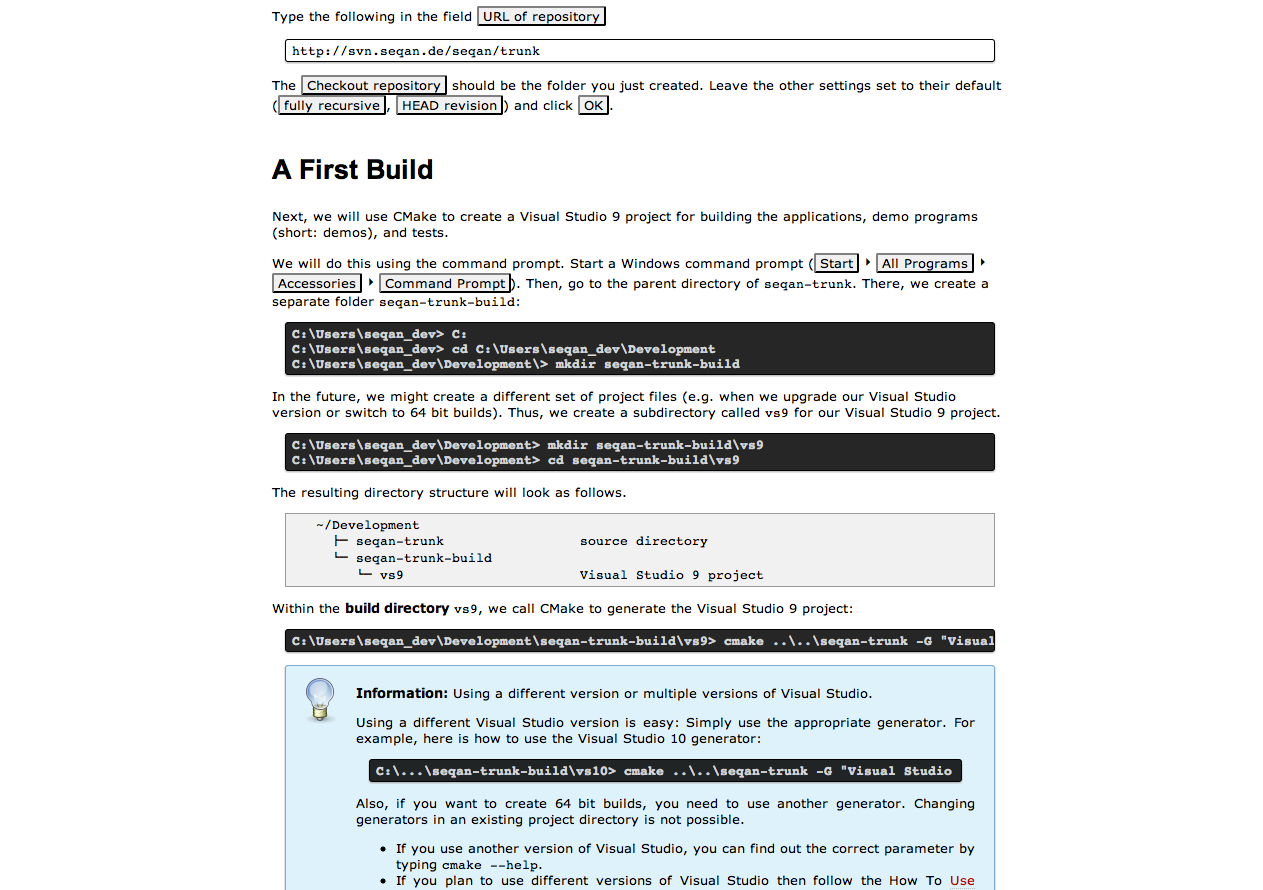 Type the following in the field URL of repository
http://svn.seqan.de/seqan/trunk
The Checkout repository should be the folder you just created. Leave the other settings set to their default
(fully recursive, HEAD revision) and click OK.
A First Build
Next, we will use CMake to create a Visual Studio 9 project for building the applications, demo programs
(short: demos), and tests.
We will do this using the command prompt. Start a Windows command prompt (Start ‣ All Programs ‣
Accessories ‣ Command Prompt). Then, go to the parent directory of seqan-trunk. There, we create a
separate folder seqan-trunk-build:
C:\Users\seqan_dev> C:
C:\Users\seqan_dev> cd C:\Users\seqan_dev\Development
C:\Users\seqan_dev\Development\> mkdir seqan-trunk-build
In the future, we might create a different set of project files (e.g. when we upgrade our Visual Studio
version or switch to 64 bit builds). Thus, we create a subdirectory called vs9 for our Visual Studio 9 project.
C:\Users\seqan_dev\Development> mkdir seqan-trunk-build\vs9
C:\Users\seqan_dev\Development> cd seqan-trunk-build\vs9
The resulting directory structure will look as follows.
~/Development
├─ seqan-trunk source directory
└─ seqan-trunk-build
└─ vs9 Visual Studio 9 project
Within the build directory vs9, we call CMake to generate the Visual Studio 9 project:
C:\Users\seqan_dev\Development\seqan-trunk-build\vs9> cmake ..\..\seqan-trunk -G "Visual
Information: Using a different version or multiple versions of Visual Studio.
Using a different Visual Studio version is easy: Simply use the appropriate generator. For
example, here is how to use the Visual Studio 10 generator:
C:\...\seqan-trunk-build\vs10> cmake ..\..\seqan-trunk -G "Visual Studio
Also, if you want to create 64 bit builds, you need to use another generator. Changing
generators in an existing project directory is not possible.
• If you use another version of Visual Studio, you can find out the correct parameter by
typing cmake --help.
• If you plan to use different versions of Visual Studio then follow the How To Use